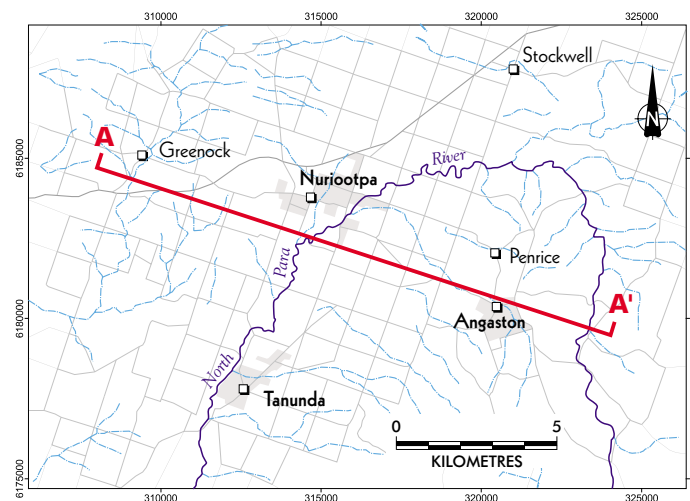 310000
315000
320000
325000
Stockwell
N
6185000
A
Greenock
Nuriootpa
River
Para
Penrice
6180000
A'
Angaston
North
Tanunda
0
5
KILOMETRES
6175000
310000
315000
320000
325000